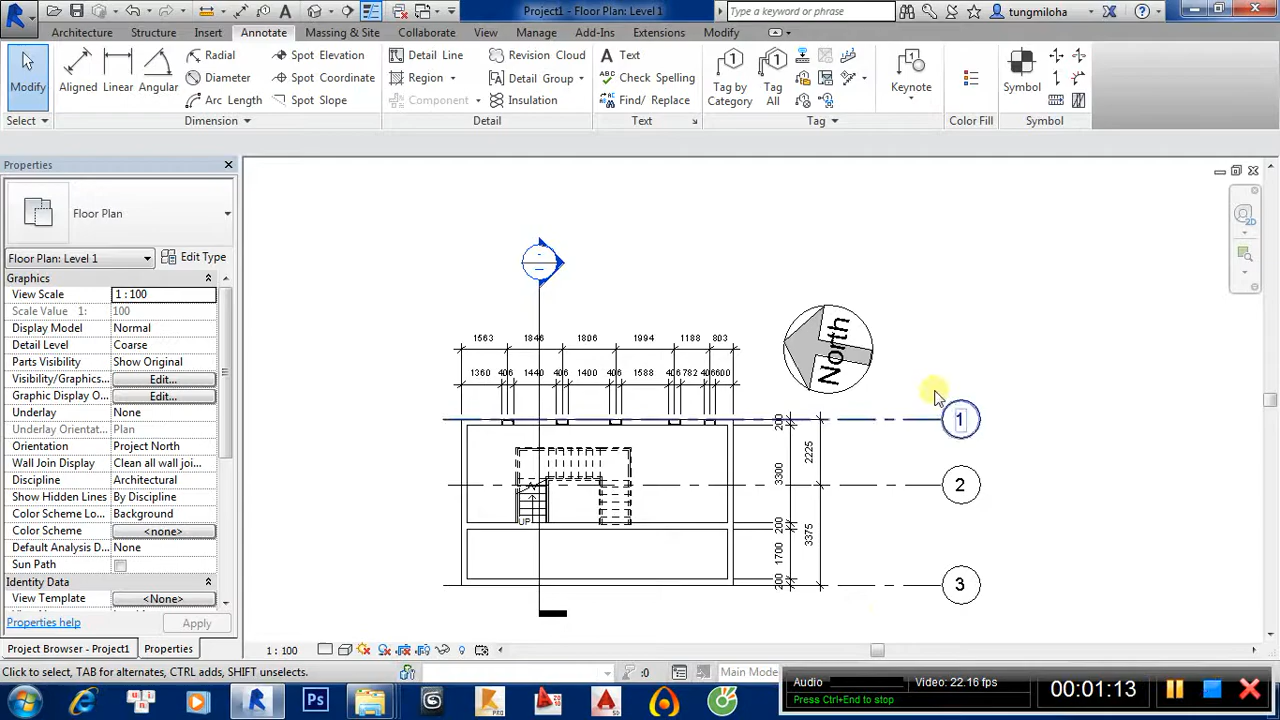 Project1 - Floor Plan: Level 1
Type a keyword or phrase
tungmiloha
Architecture Structure Insert Annotate Massing & Site Collaborate View Manage Add-Ins Extensions Modify
Modify
Aligned Linear Angular
Radial
Diameter
Arc Length
Spot Elevation
Spot Coordinate
Spot Slope
Detail Line
Region
Component
Revision Cloud
Detail Group
Insulation
Text
Check Spelling
Find/ Replace
Tag by Category
Tag All
Keynote
Symbol
Select Dimension Detail Text Tag Color Fill Symbol
Properties
Floor Plan
Floor Plan: Level 1
Edit Type
Graphics
View Scale 1 : 100
Scale Value 1: 100
Display Model Normal
Detail Level Coarse
Parts Visibility Show Original
Visibility/Graphics... Edit...
Graphic Display O... Edit...
Underlay None
Underlay Orientat... Plan
Orientation Project North
Wall Join Display Clean all wall joi...
Discipline Architectural
Show Hidden Lines By Discipline
Color Scheme Lo... Background
Color Scheme <none>
Default Analysis D... None
Sun Path
Identity Data
View Template <None>
Properties help Apply
Project Browser - Project1 Properties
2D
North
1563 1846 1806 1994 1188 803
1360 406 1440 406 1400 406 1588 406 782 406 600
200
2225
3300
200
3375
1700
200
UP
1
2
3
1 : 100
Click to select, TAB for alternates, CTRL adds, SHIFT unselects.
:0
Main Mode
Audio
Video: 22.16 fps
Press Ctrl+End to stop
00:01:13
Ps